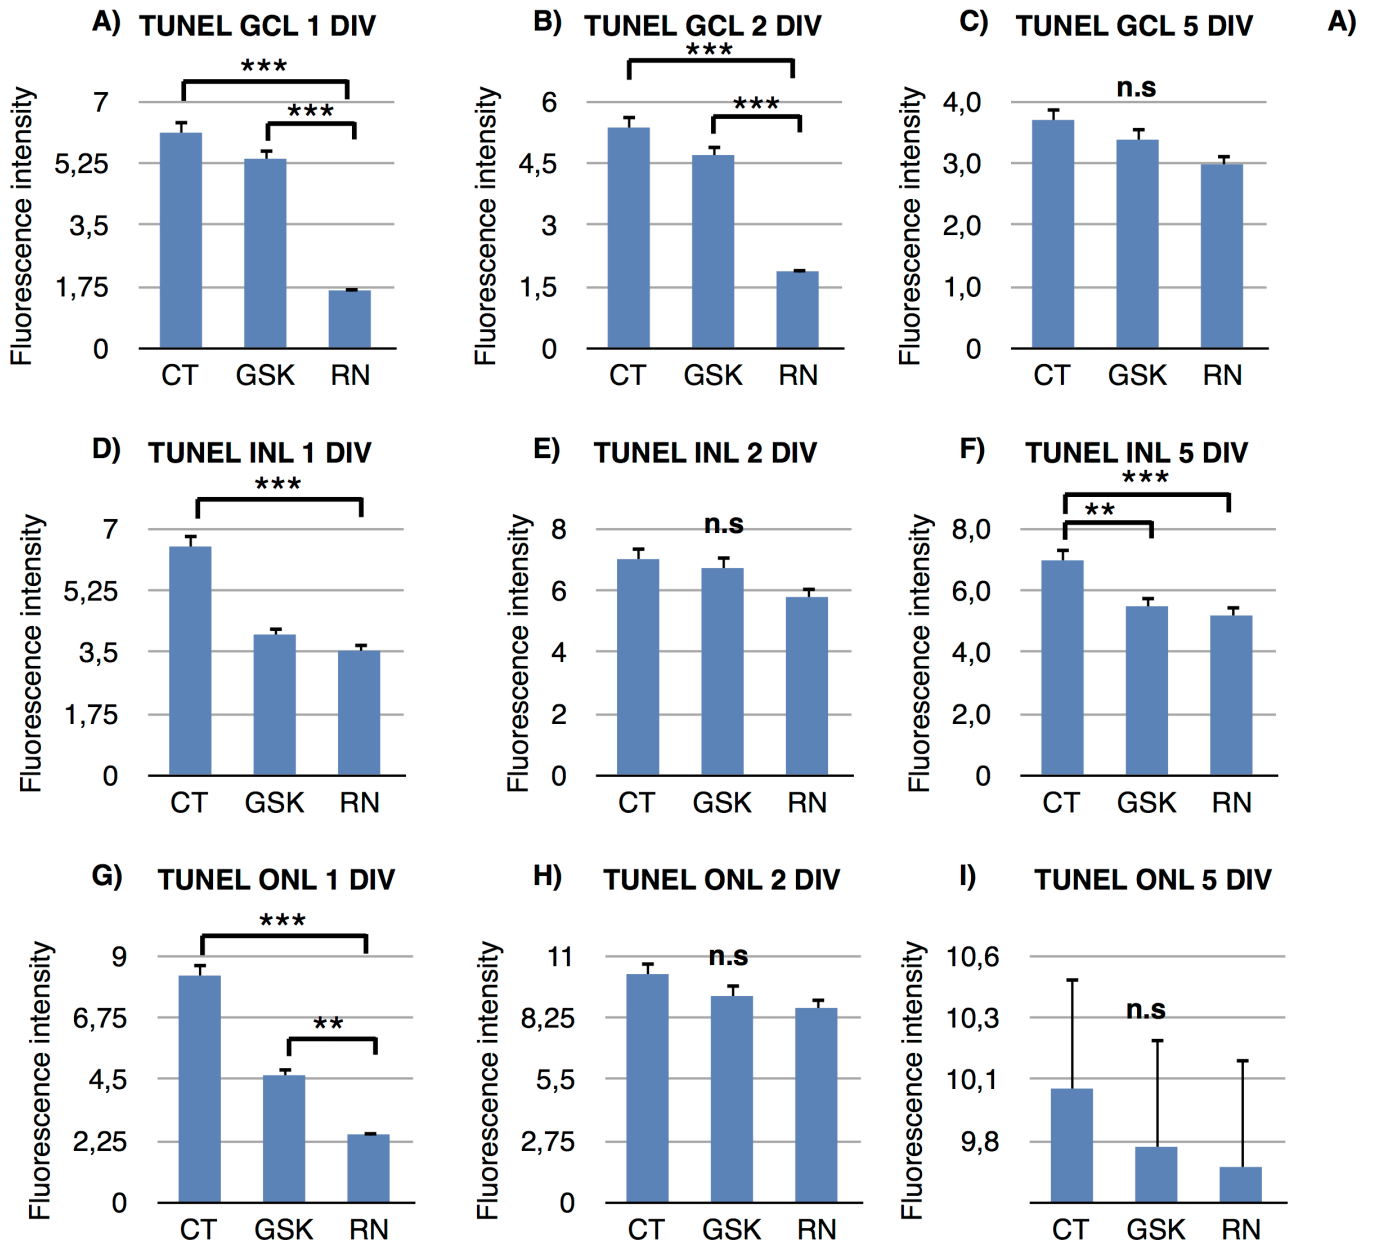 A) TUNEL GCL 1 DIV
***
***
Fluorescence intensity
7
5,25
3,5
1,75
0
CT GSK RN
B) TUNEL GCL 2 DIV
***
***
Fluorescence intensity
6
4,5
3
1,5
0
CT GSK RN
C) TUNEL GCL 5 DIV
n.s
Fluorescence intensity
4,0
3,0
2,0
1,0
0
CT GSK RN
A)
D) TUNEL INL 1 DIV
***
Fluorescence intensity
7
5,25
3,5
1,75
0
CT GSK RN
E) TUNEL INL 2 DIV
n.s
Fluorescence intensity
8
6
4
2
0
CT GSK RN
F) TUNEL INL 5 DIV
***
**
Fluorescence intensity
8,0
6,0
4,0
2,0
0
CT GSK RN
G) TUNEL ONL 1 DIV
***
**
Fluorescence intensity
9
6,75
4,5
2,25
0
CT GSK RN
H) TUNEL ONL 2 DIV
n.s
Fluorescence intensity
11
8,25
5,5
2,75
0
CT GSK RN
I) TUNEL ONL 5 DIV
n.s
Fluorescence intensity
10,6
10,3
10,1
9,8
CT GSK RN